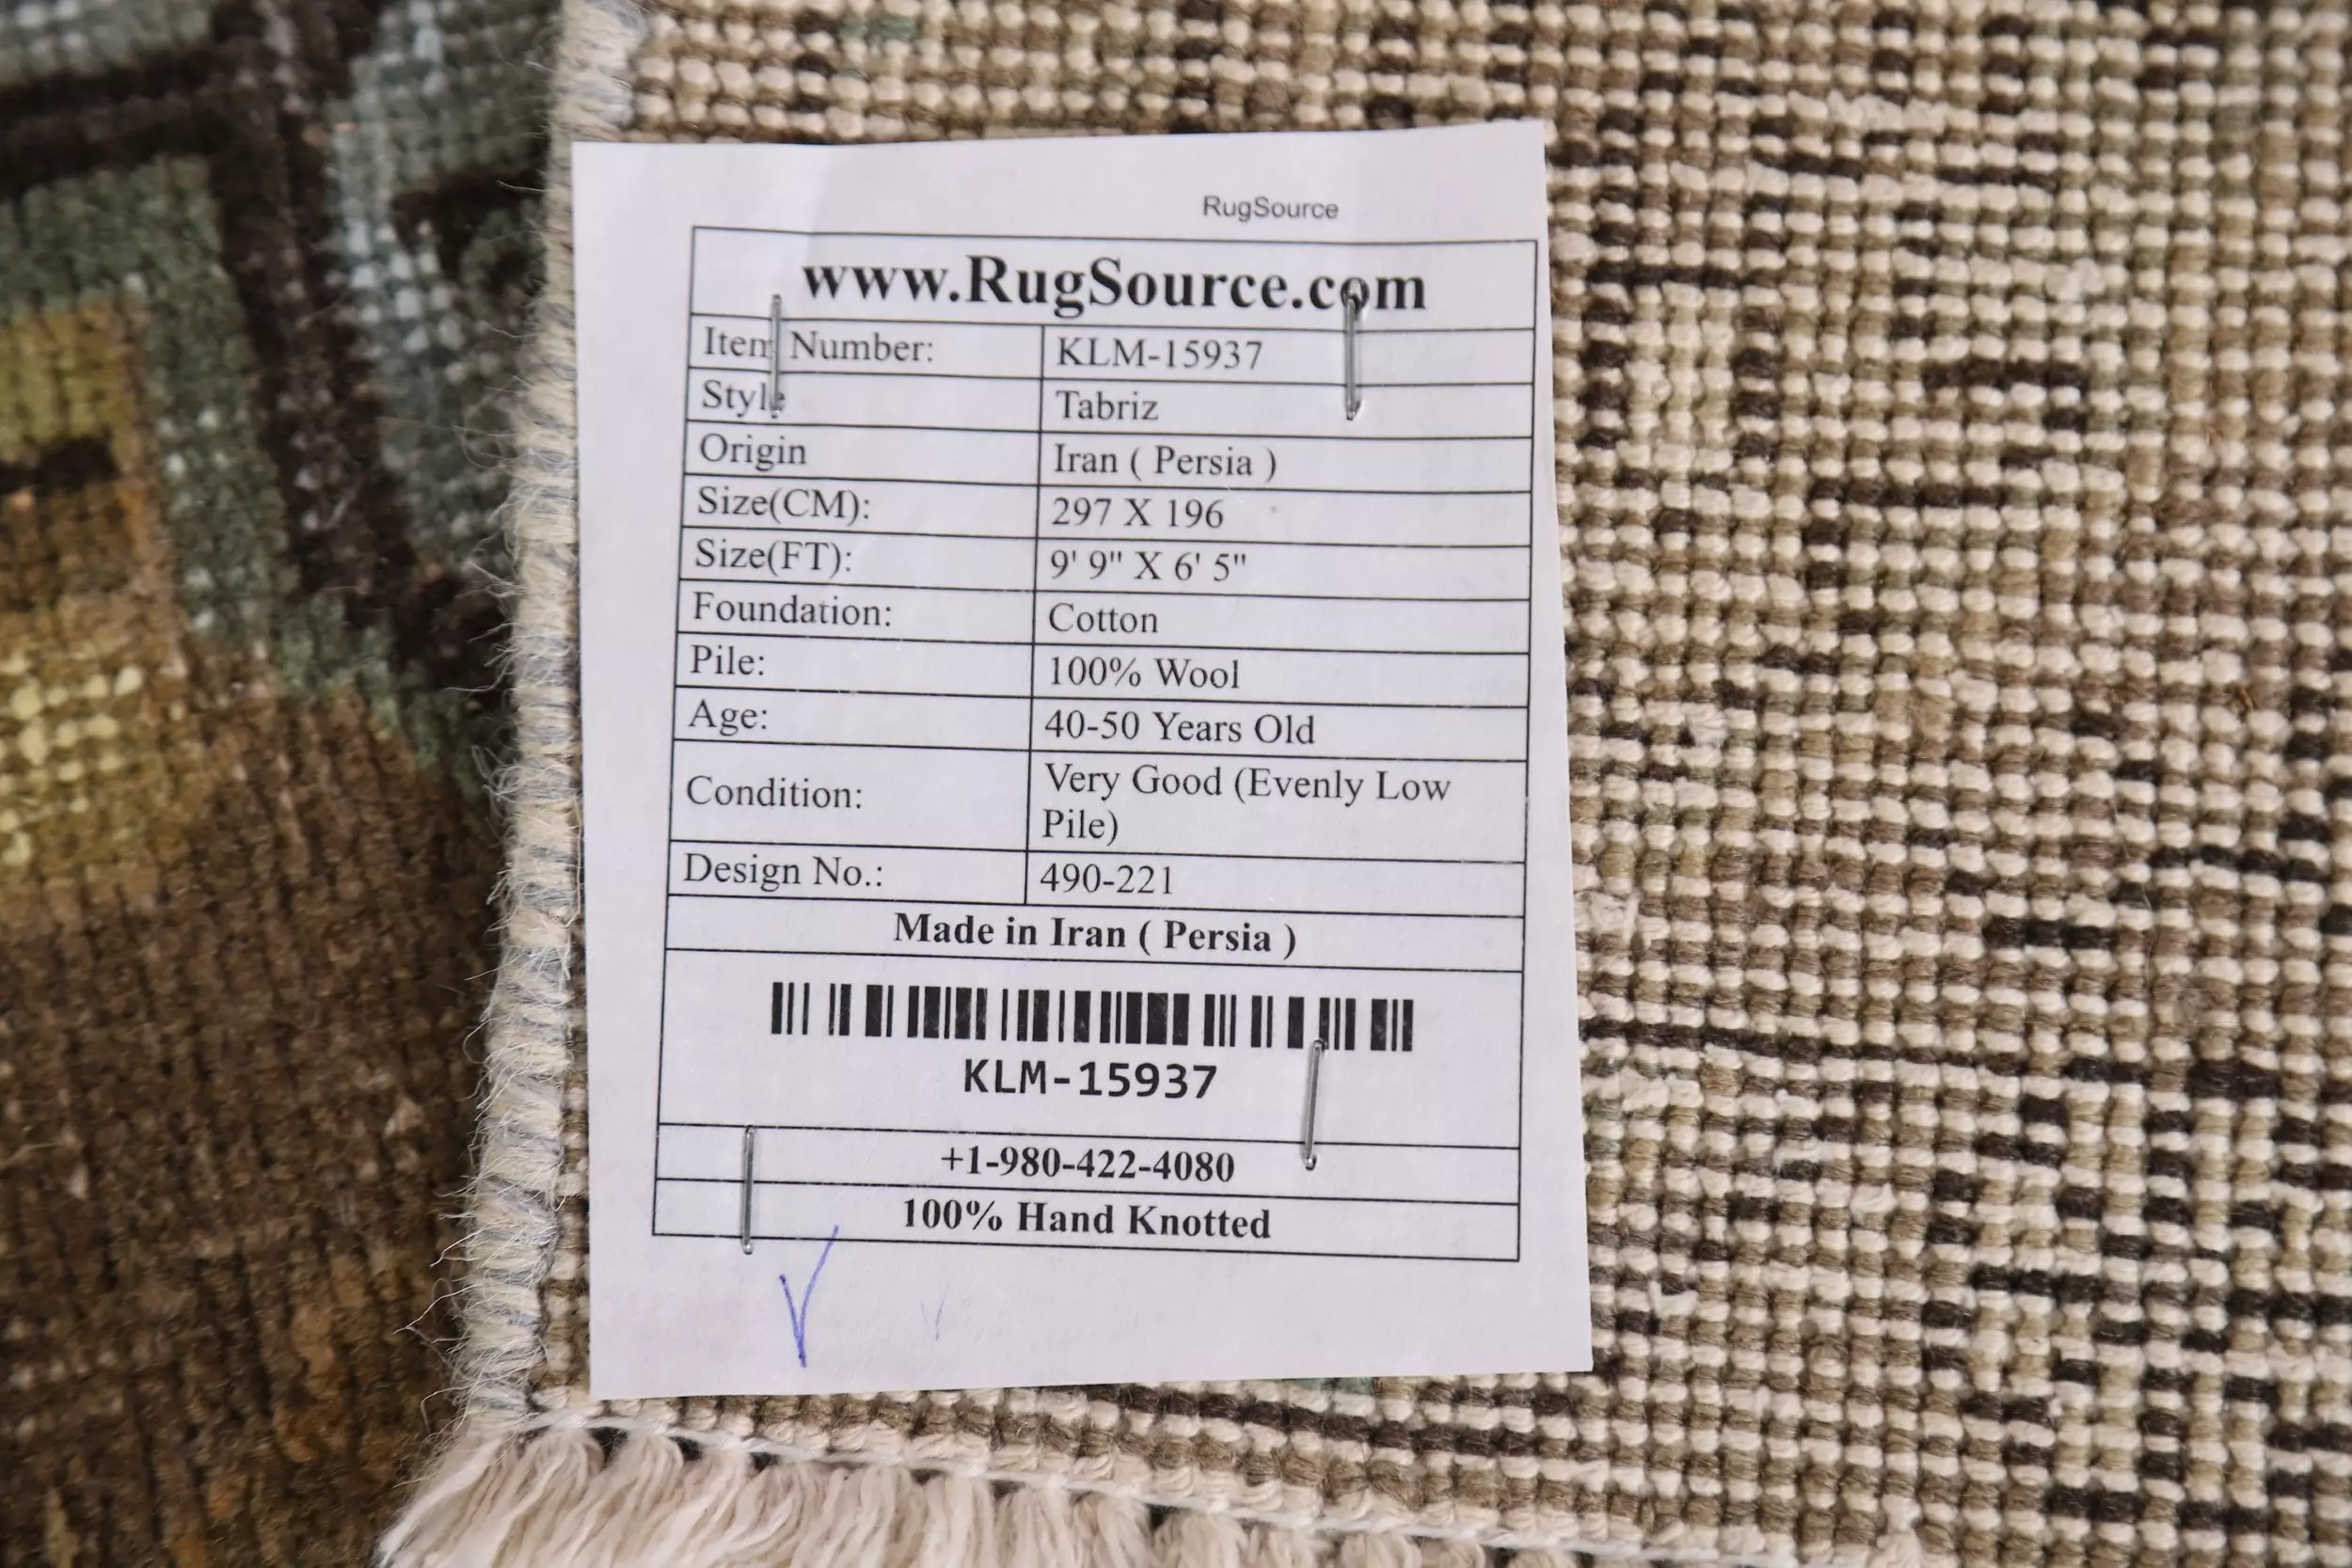 RugSource
www.RugSource.com
Item Number: KLM-15937
Style Tabriz
Origin Iran ( Persia )
Size(CM): 297 X 196
Size(FT): 9' 9" X 6' 5"
Foundation: Cotton
Pile: 100% Wool
Age: 40-50 Years Old
Condition: Very Good (Evenly Low
Pile)
Design No.: 490-221
Made in Iran ( Persia )
KLM-15937
+1-980-422-4080
100% Hand Knotted